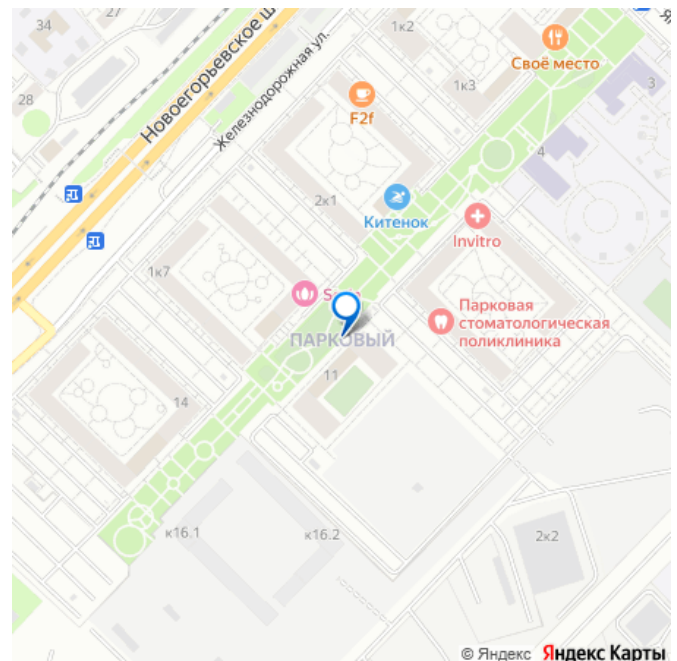 34
27
28
Новоегорьевское ш
Железнодорожная ул.
1к2
Своё место
1к3
3
F2f
4
2к1
Китенок
Invitro
1к7
Парковая
стоматологическая
поликлиника
ПАРКОВЫЙ
11
14
к16.1
к16.2
2к2
© Яндекс Яндекс Карты